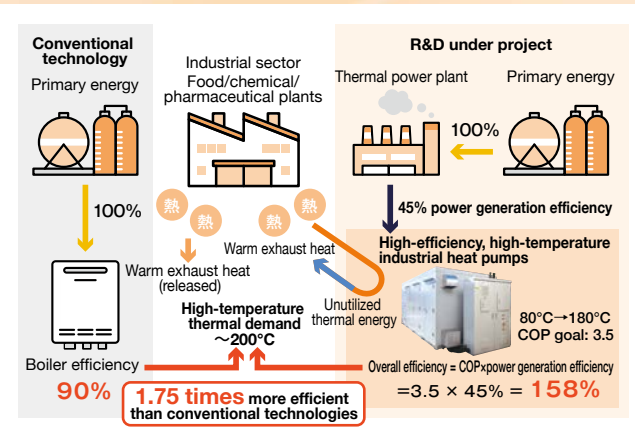 Conventional
technology
Primary energy
100%
Boiler efficiency
90%
Industrial sector
Food/chemical/
pharmaceutical plants
熱
熱
熱
熱
Warm exhaust heat
(released)
Warm exhaust heat
Unutilized
thermal energy
High-temperature
thermal demand
～200°C
1.75 times more efficient
than conventional technologies
R&D under project
Thermal power plant
Primary energy
100%
45% power generation efficiency
High-efficiency, high-temperature
industrial heat pumps
80°C→180°C
COP goal: 3.5
Overall efficiency = COP×power generation efficiency
=3.5 × 45% = 158%